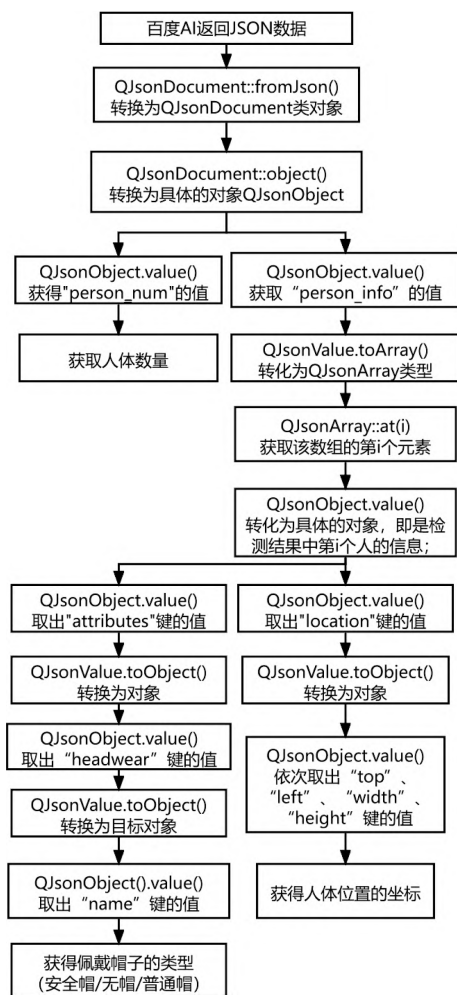 百度AI返回JSON数据
QJsonDocument::fromJson()
转换为QJsonDocument类对象
QJsonDocument::object()
转换为具体的对象QJsonObject
QJsonObject.value()
获得"person_num"的值
获取人体数量
QJsonObject.value()
获取“person_info”的值
QJsonValue.toArray()
转化为QJsonArray类型
QJsonArray::at(i)
获取该数组的第i个元素
QJsonObject.value()
转化为具体的对象，即是检
测结果中第i个人的信息；
QJsonObject.value()
取出"attributes"键的值
QJsonValue.toObject()
转换为对象
QJsonObject.value()
取出“headwear”键的值
QJsonValue.toObject()
转换为目标对象
QJsonObject().value()
取出“name”键的值
获得佩戴帽子的类型
（安全帽/无帽/普通帽）
QJsonObject.value()
取出"location"键的值
QJsonValue.toObject()
转换为对象
QJsonObject.value()
依次取出“top”、
“left”、“width”、
“height”键的值
获得人体位置的坐标